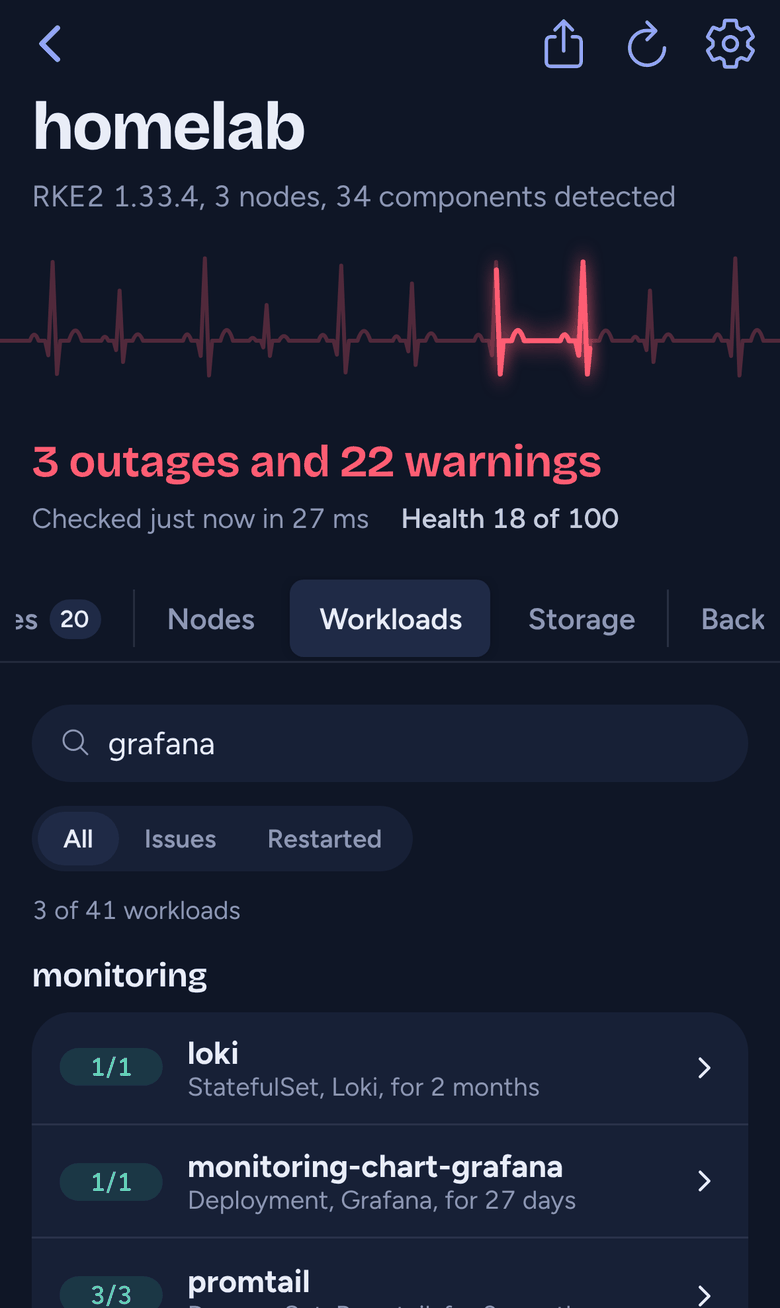 homelab
RKE2 1.33.4, 3 nodes, 34 components detected
3 outages and 22 warnings
Checked just now in 27 ms Health 18 of 100
es 20 Nodes Workloads Storage Back
grafana
All Issues Restarted
3 of 41 workloads
monitoring
1/1 loki
StatefulSet, Loki, for 2 months
1/1 monitoring-chart-grafana
Deployment, Grafana, for 27 days
3/3 promtail